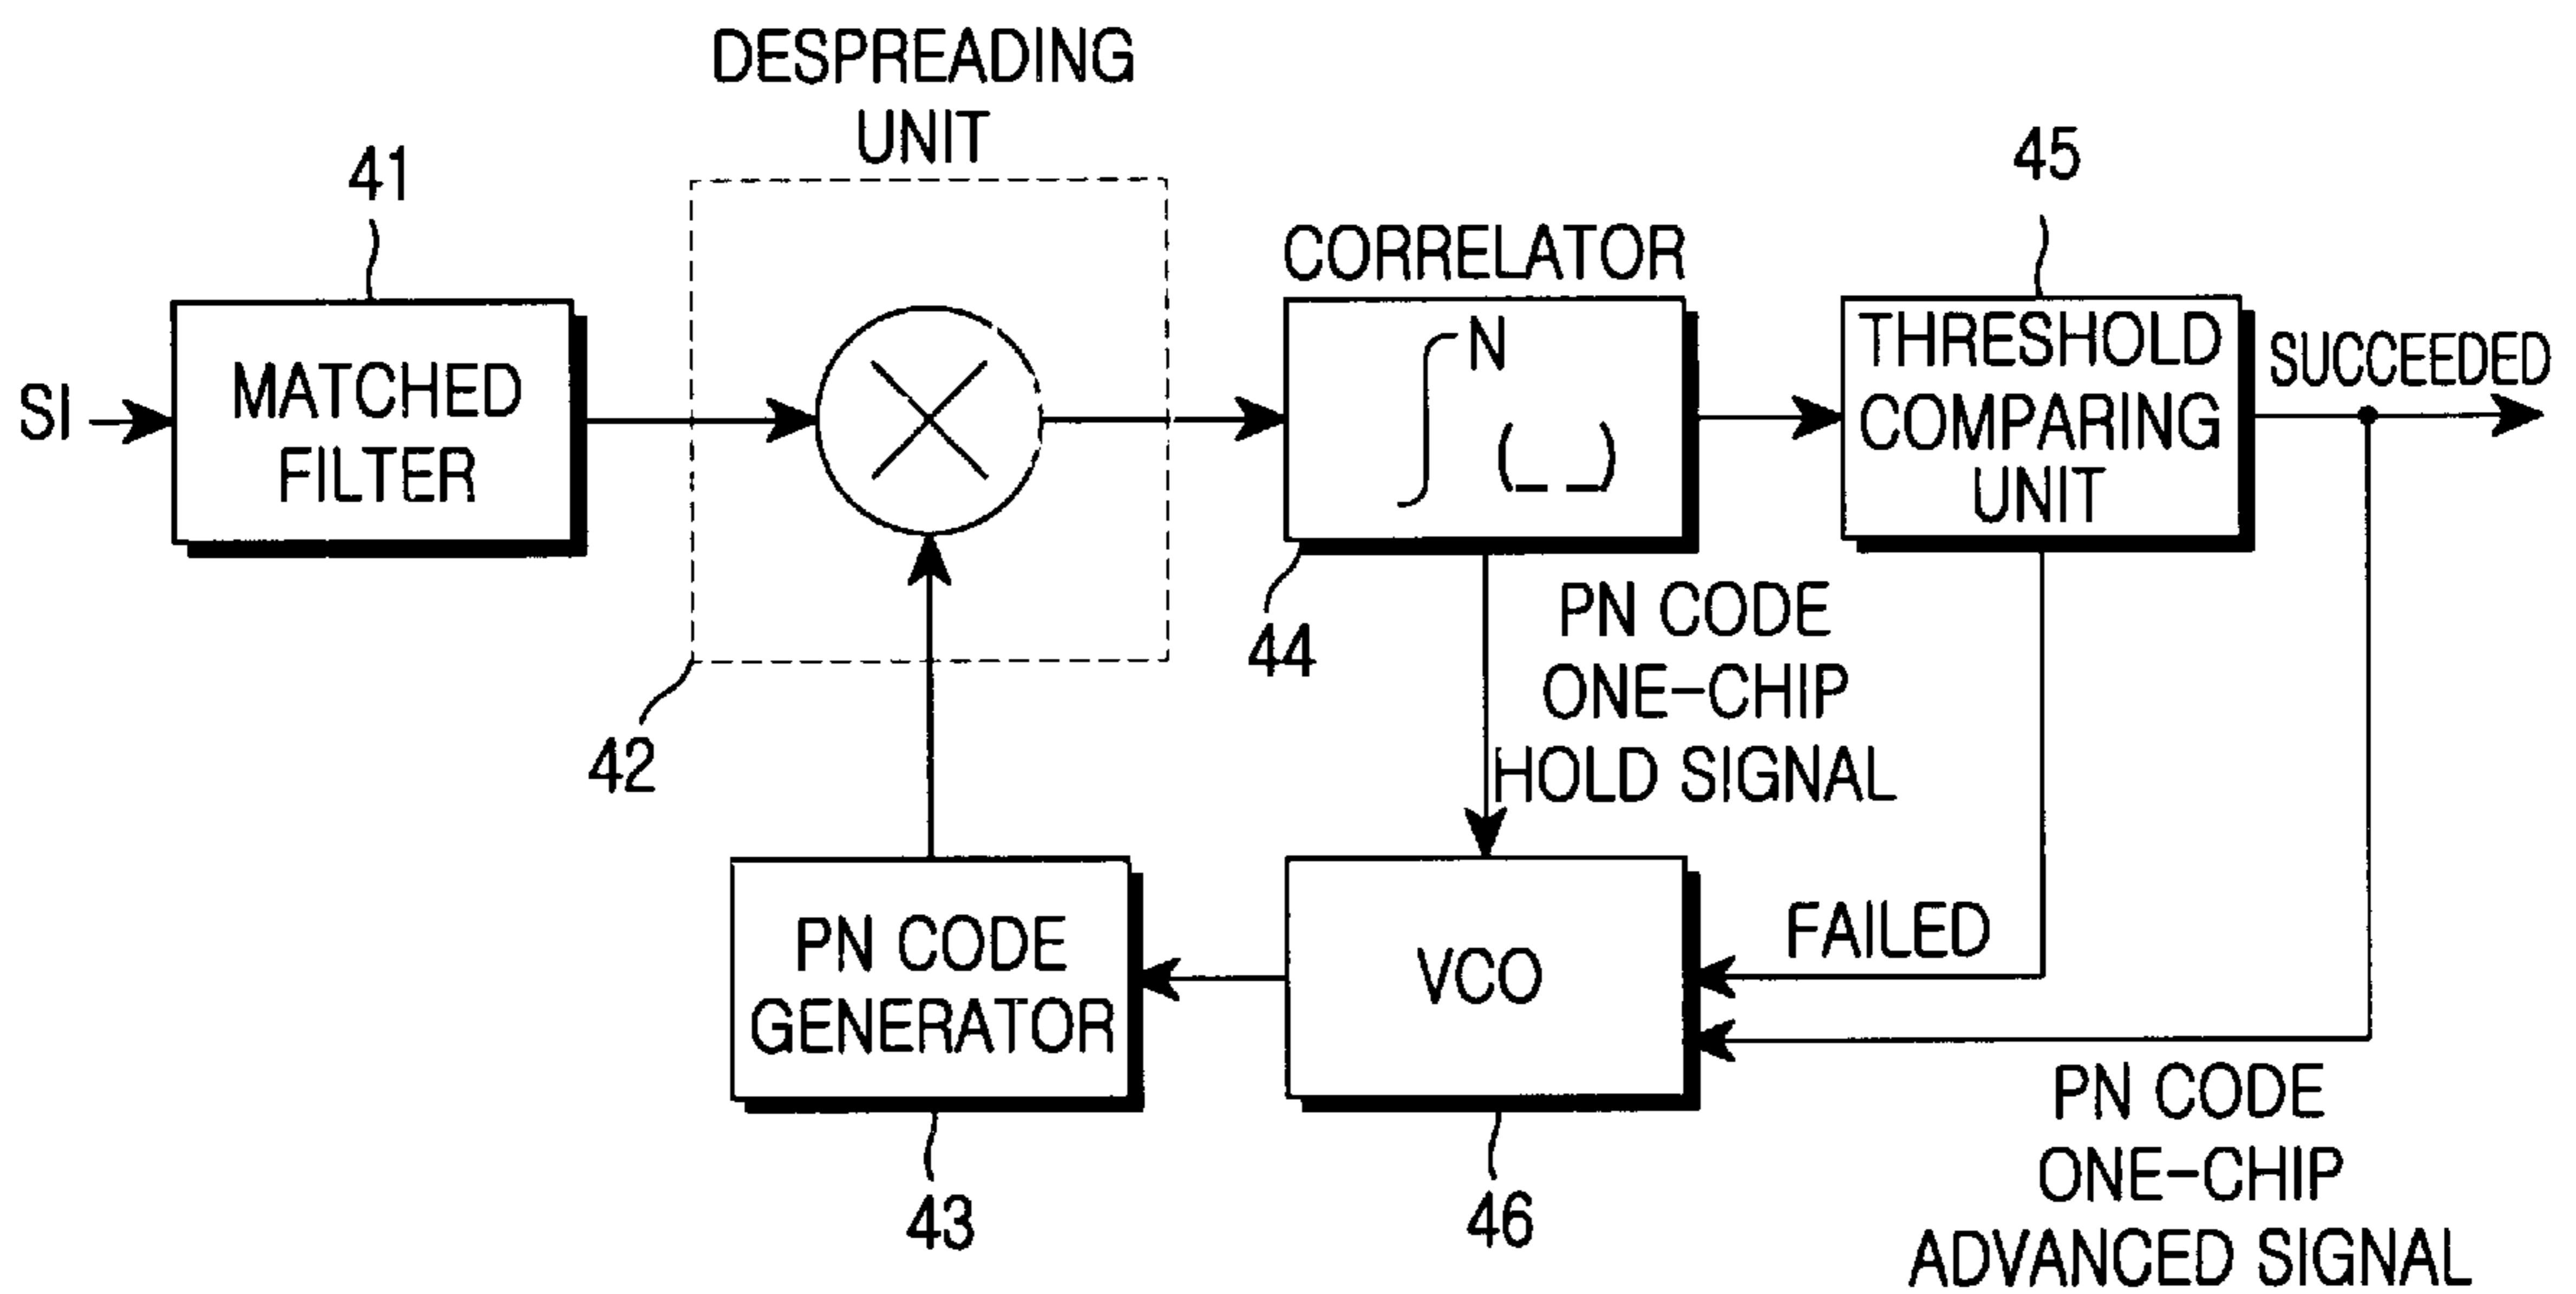 DESPREADING
UNIT
41
45
CORRELATOR
SI
MATCHED
FILTER
N
(_ _)
THRESHOLD
COMPARING
UNIT
SUCCEEDED
44
PN CODE
ONE-CHIP
HOLD SIGNAL
42
PN CODE
GENERATOR
VCO
FAILED
PN CODE
ONE-CHIP
ADVANCED SIGNAL
43
46